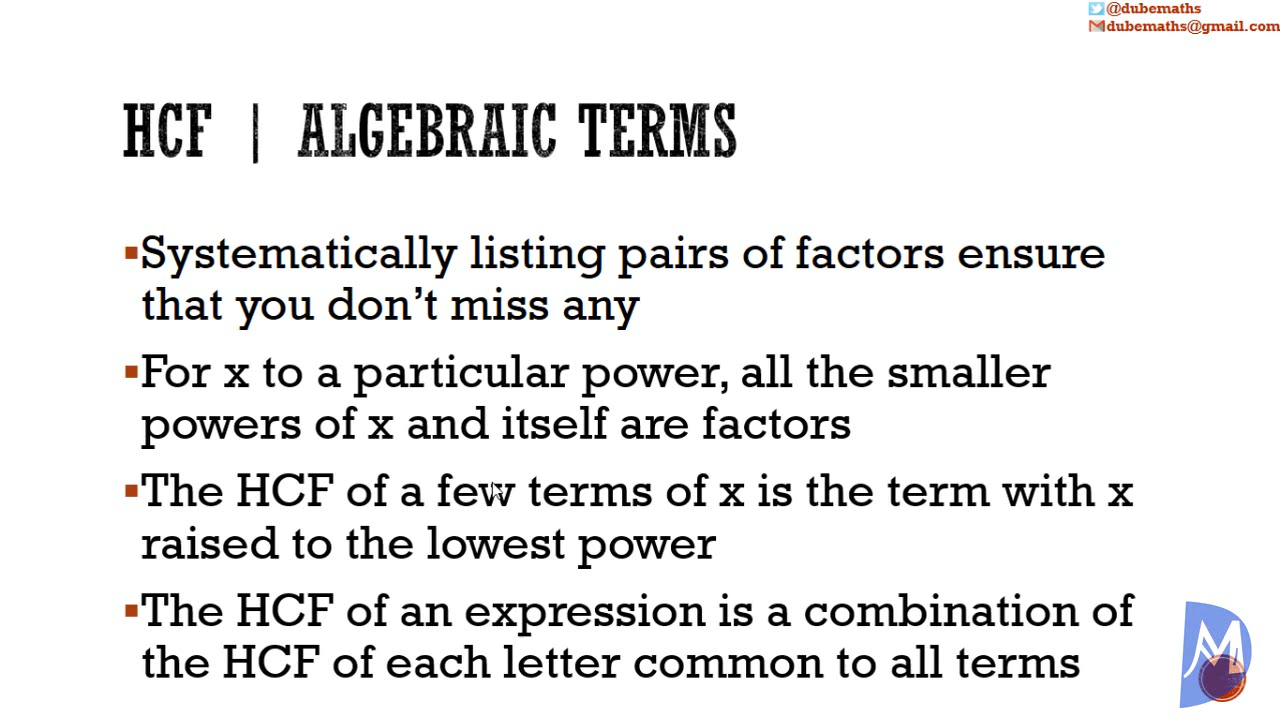 @dubemaths
dubemaths@gmail.com
HCF | ALGEBRAIC TERMS
▪Systematically listing pairs of factors ensure
that you don’t miss any
▪For x to a particular power, all the smaller
powers of x and itself are factors
▪The HCF of a few terms of x is the term with x
raised to the lowest power
▪The HCF of an expression is a combination of
the HCF of each letter common to all terms